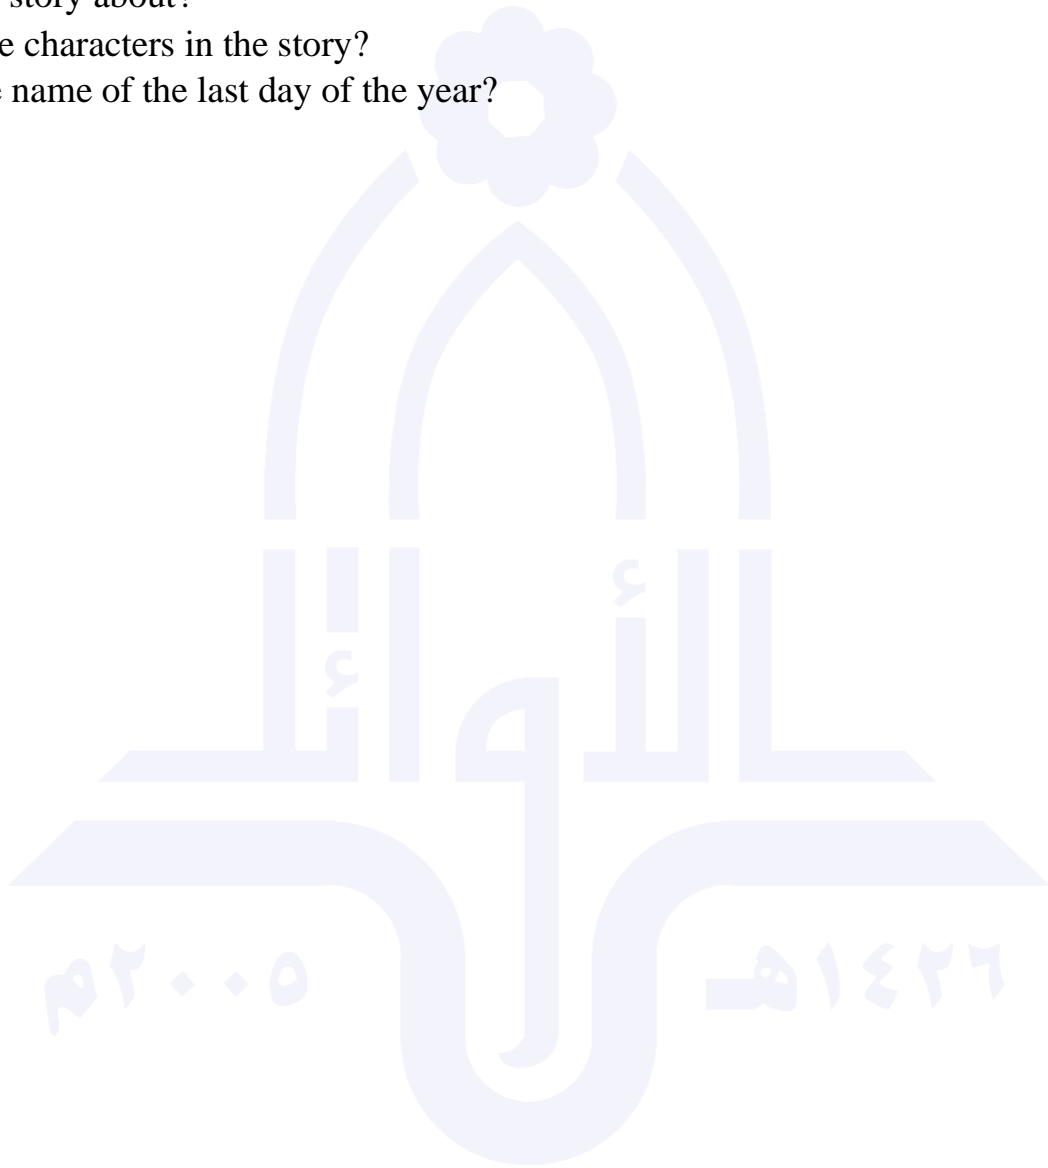 story about?
e characters in the story?
e name of the last day of the year?
الأوائل
٢٠٠٥م
١٤٢٦هـ